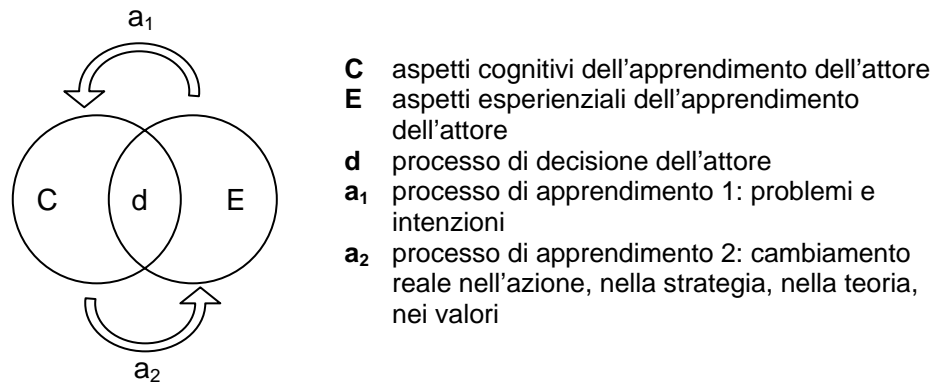 a₁
C d E
a₂
C aspetti cognitivi dell'apprendimento dell'attore
E aspetti esperienziali dell'apprendimento
dell'attore
d processo di decisione dell'attore
a₁ processo di apprendimento 1: problemi e
intenzioni
a₂ processo di apprendimento 2: cambiamento
reale nell'azione, nella strategia, nella teoria,
nei valori